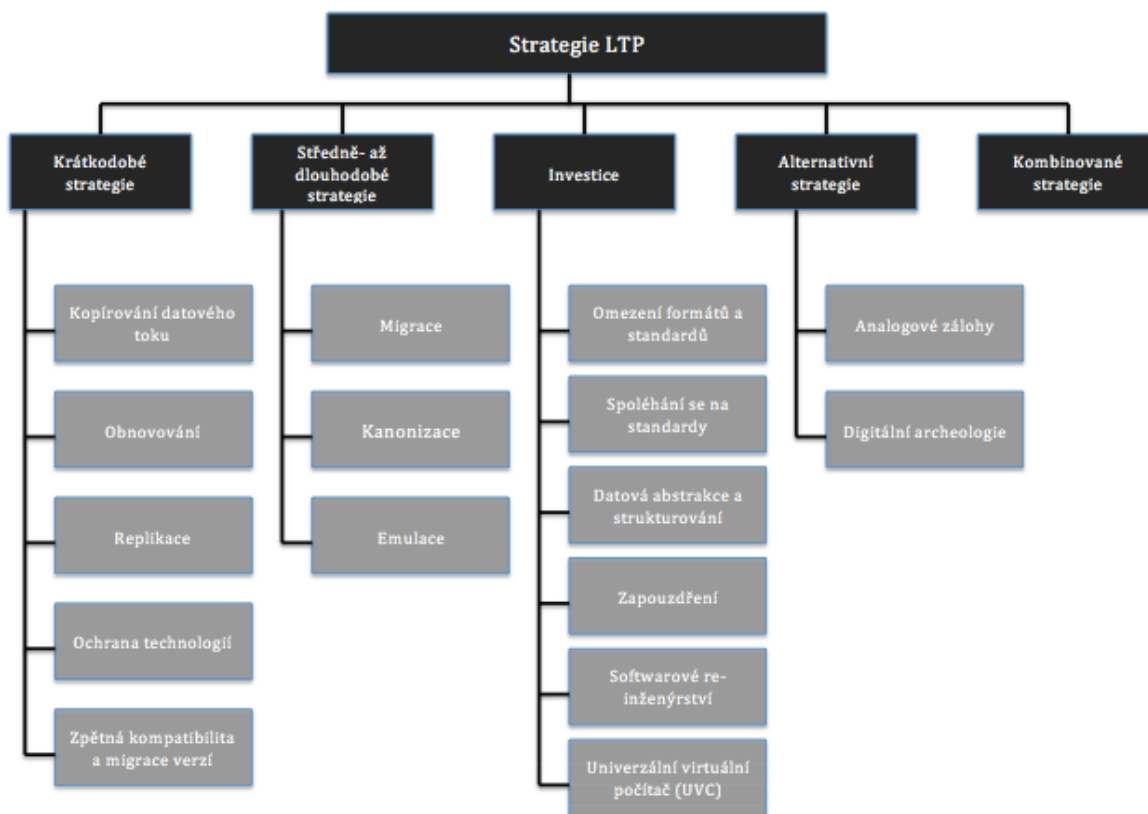 Strategie LTP
Krátkodobé
strategie
Středně- až
dlouhodobé
strategie
Investice
Alternativní
strategie
Kombinované
strategie
Kopírování datového
toku
Obnovování
Replikace
Ochrana technologií
Zpětná kompatibilita
a migrace verzí
Migrace
Kanonizace
Emulace
Omezení formátů a
standardů
Spoléhání se na
standardy
Datová abstrakce a
strukturování
Zapouzdření
Softwarové re-
inženýrství
Univerzální virtuální
počítač (UVC)
Analogové zálohy
Digitální archeologie